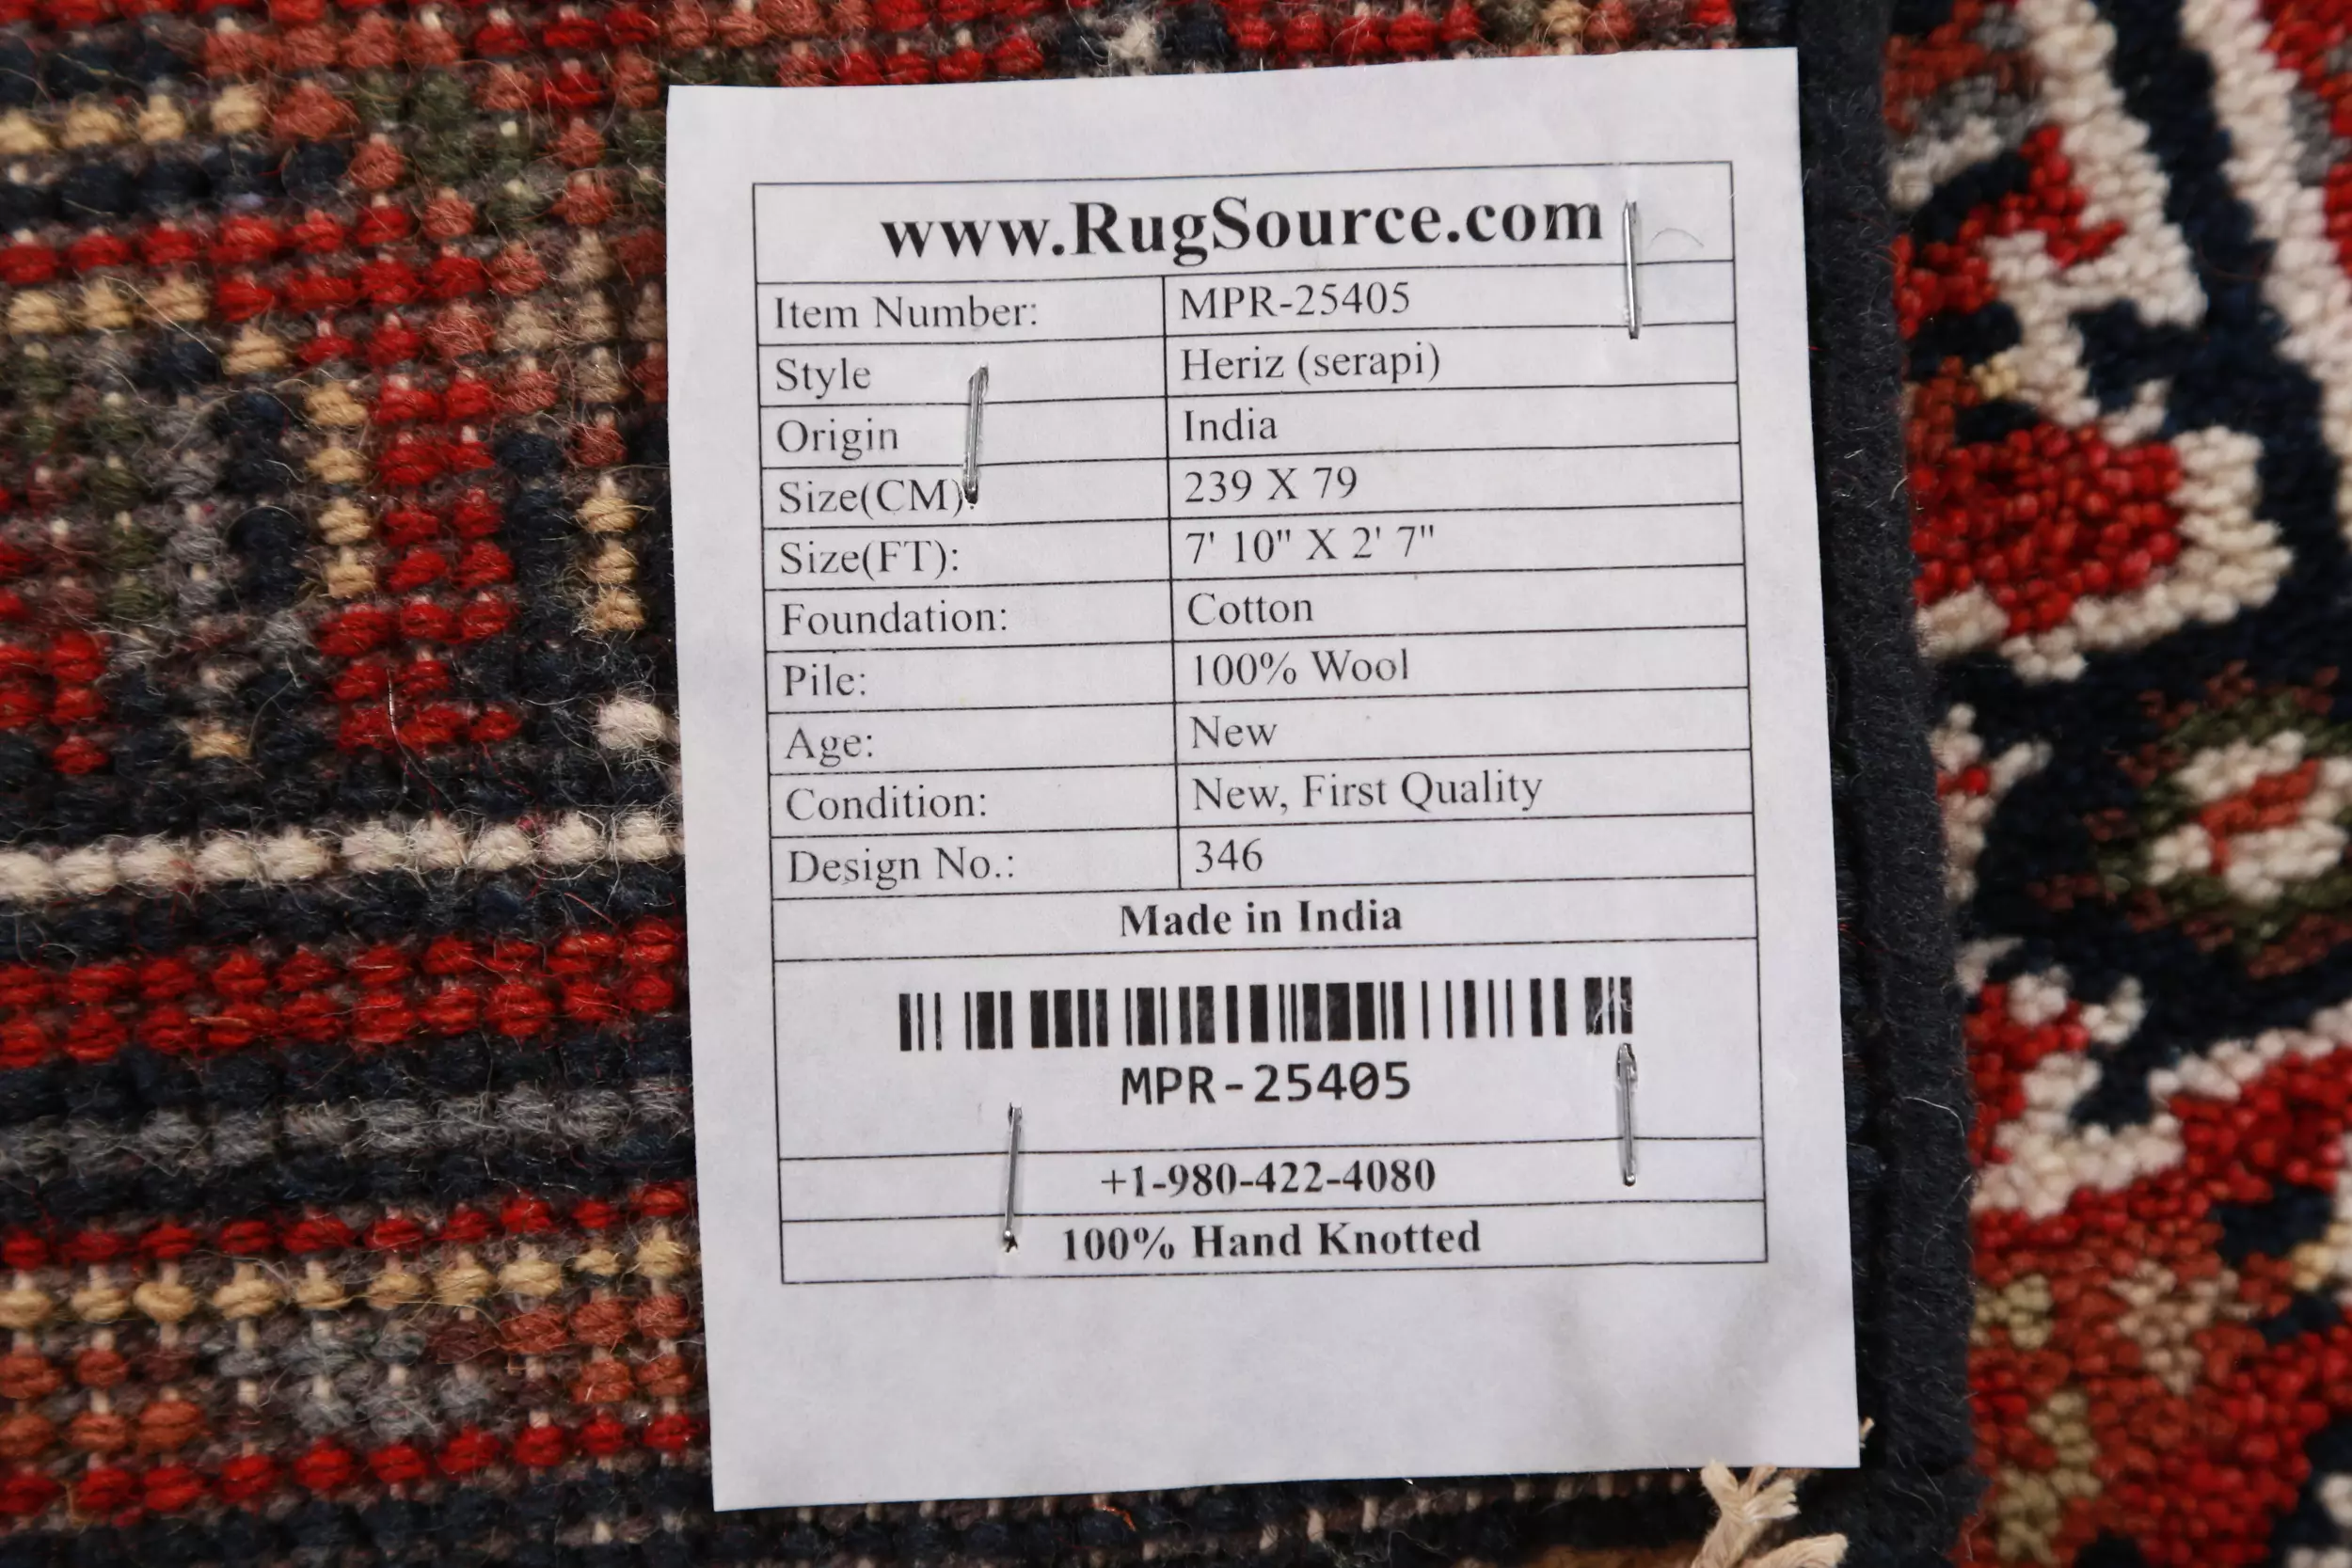 www.RugSource.com
Item Number: MPR-25405
Style Heriz (serapi)
Origin India
Size(CM): 239 X 79
Size(FT): 7' 10" X 2' 7"
Foundation: Cotton
Pile: 100% Wool
Age: New
Condition: New, First Quality
Design No.: 346
Made in India
MPR-25405
+1-980-422-4080
100% Hand Knotted